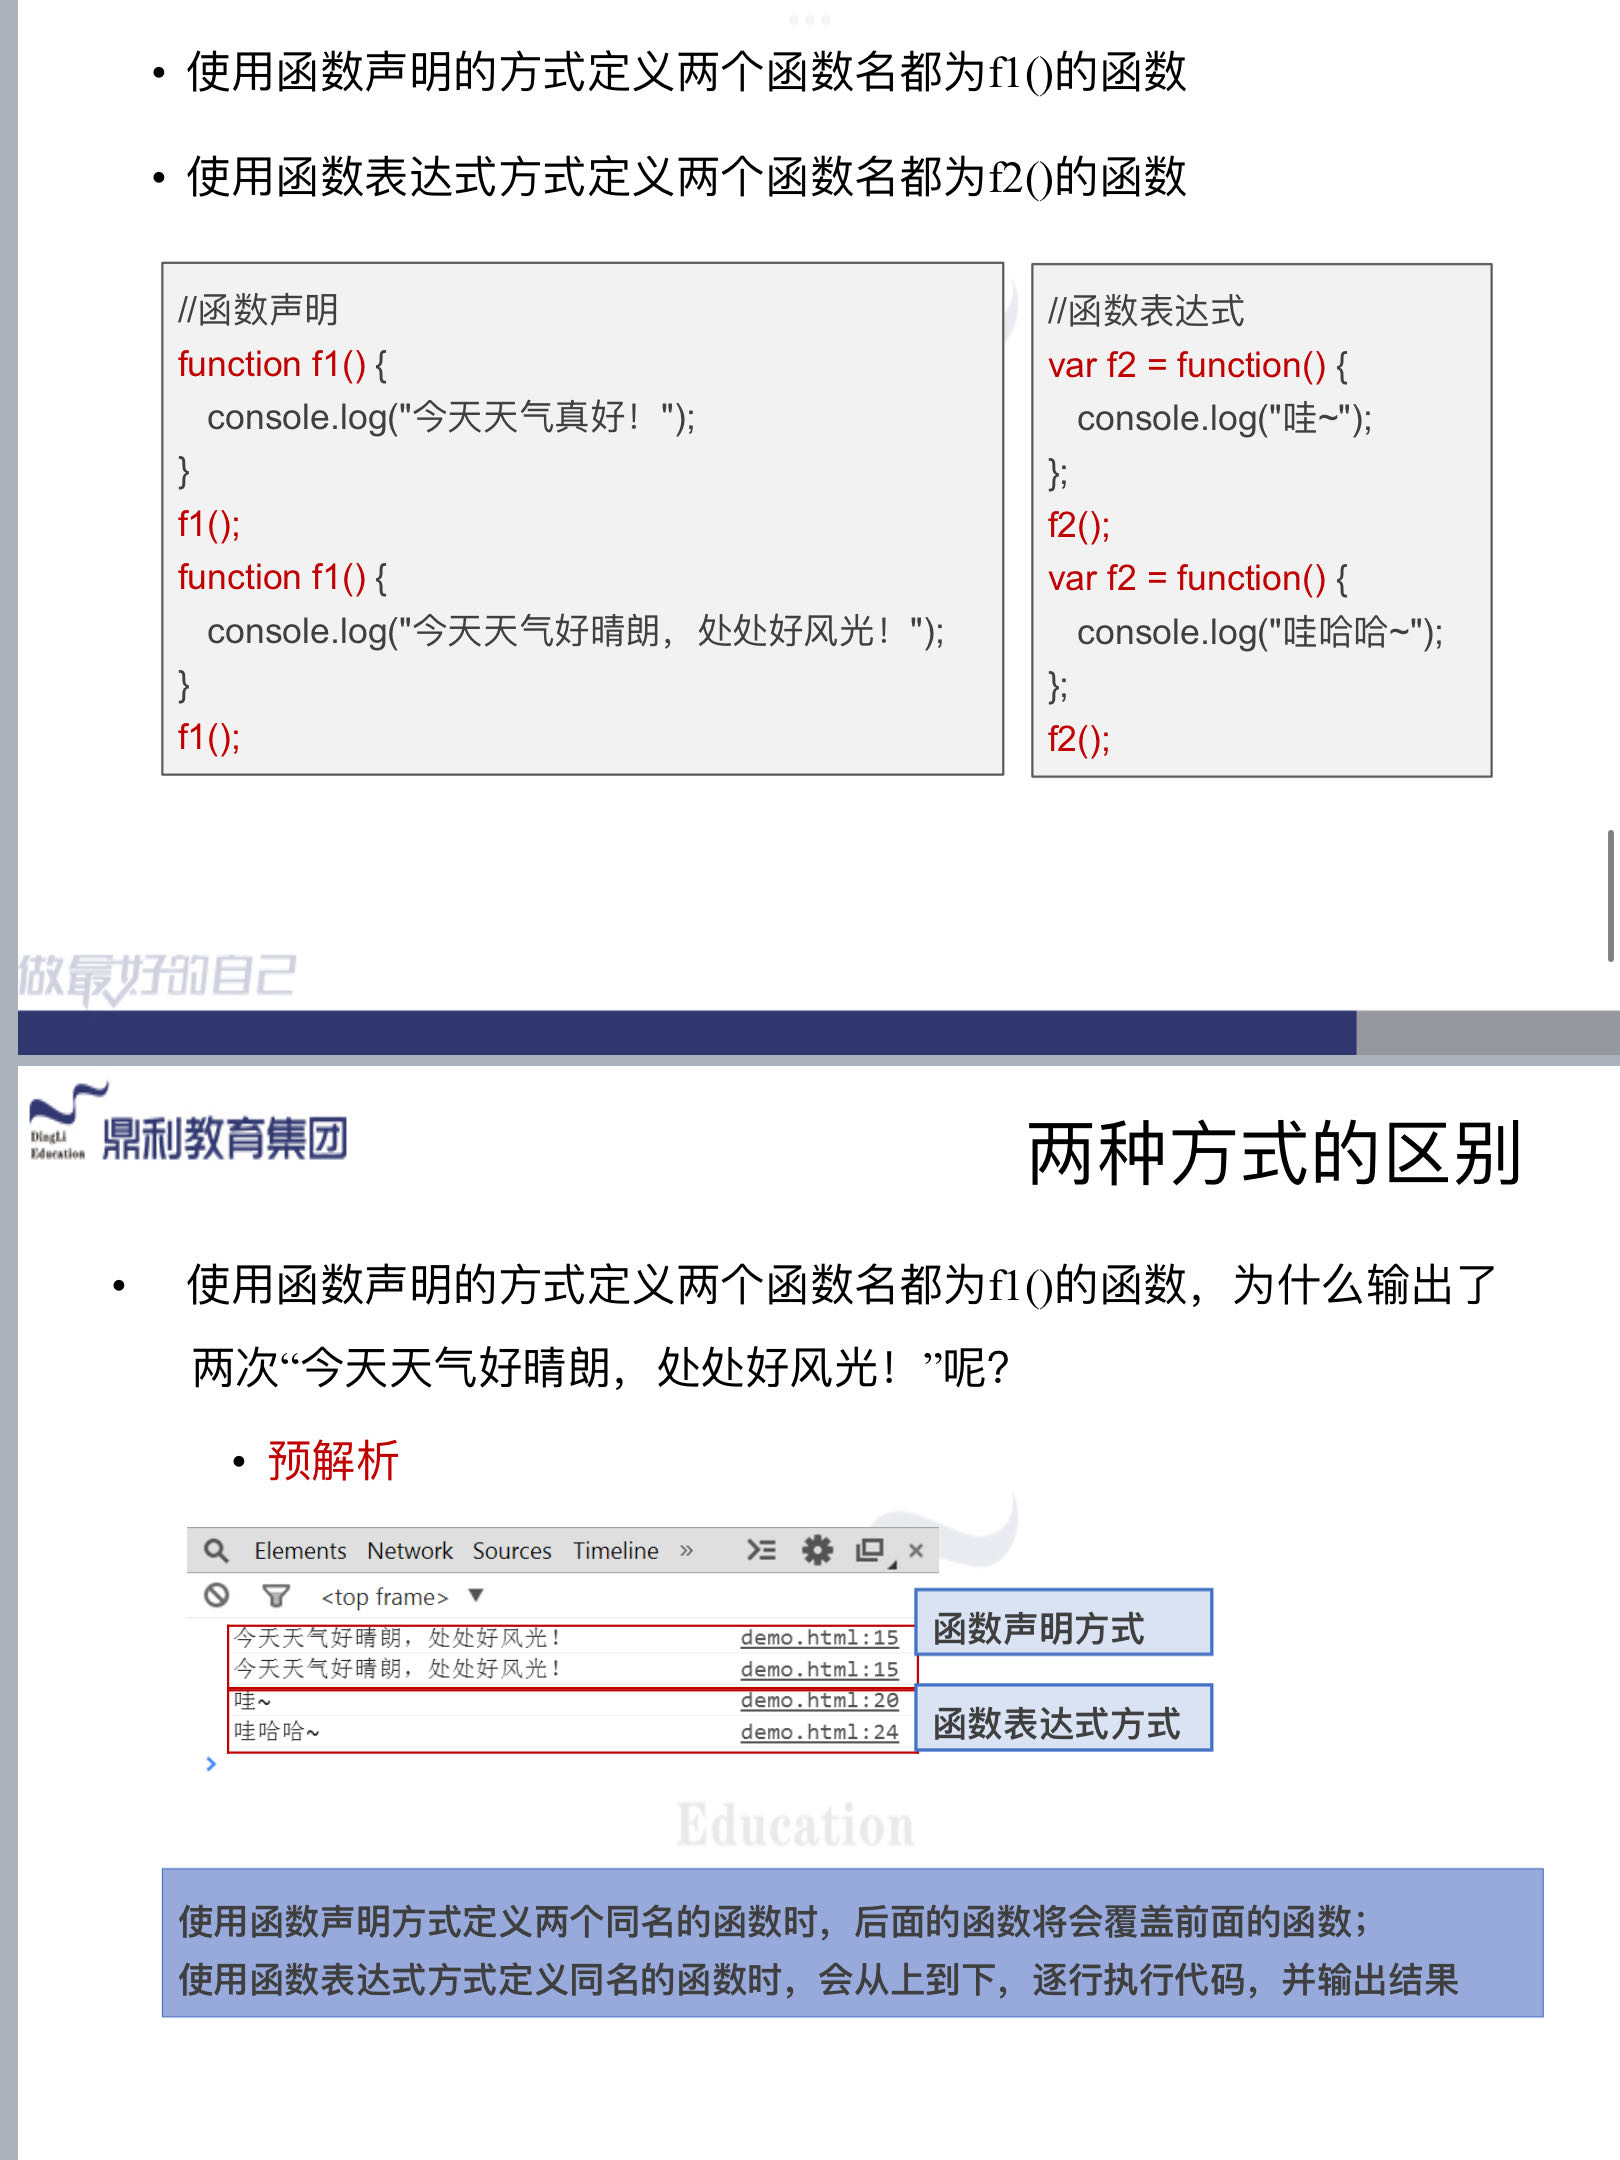 • 使用函数声明的方式定义两个函数名都为f1()的函数
• 使用函数表达式方式定义两个函数名都为f2()的函数
//函数声明
function f1() {
console.log("今天天气真好！");
}
f1();
function f1() {
console.log("今天天气好晴朗，处处好风光！");
}
f1();
//函数表达式
var f2 = function() {
console.log("哇~");
};
f2();
var f2 = function() {
console.log("哇哈哈~");
};
f2();
做最好的自己
DingLi
Education
鼎利教育集团
两种方式的区别
• 使用函数声明的方式定义两个函数名都为f1()的函数，为什么输出了
两次“今天天气好晴朗，处处好风光！”呢？
• 预解析
Elements Network Sources Timeline »
<top frame> ▼
今天天气好晴朗，处处好风光！ demo.html:15
今天天气好晴朗，处处好风光！ demo.html:15
哇~ demo.html:20
哇哈哈~ demo.html:24
函数声明方式
函数表达式方式
Education
使用函数声明方式定义两个同名的函数时，后面的函数将会覆盖前面的函数；
使用函数表达式方式定义同名的函数时，会从上到下，逐行执行代码，并输出结果